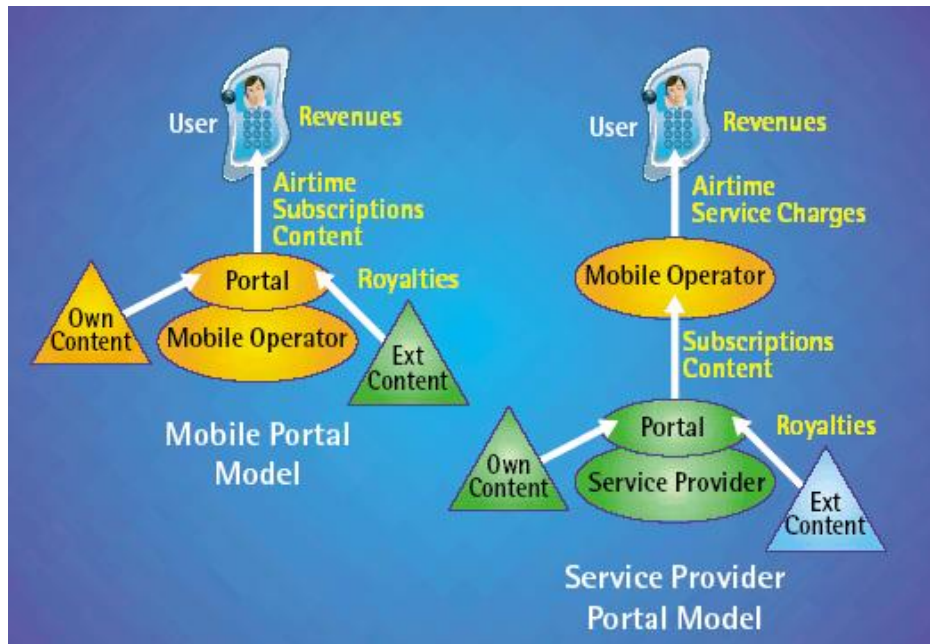 User
Revenues
Airtime
Subscriptions
Content
Portal
Royalties
Own
Content
Mobile Operator
Ext
Content
Mobile Portal
Model
User
Revenues
Airtime
Service Charges
Mobile Operator
Subscriptions
Content
Portal
Royalties
Own
Content
Service Provider
Ext
Content
Service Provider
Portal Model